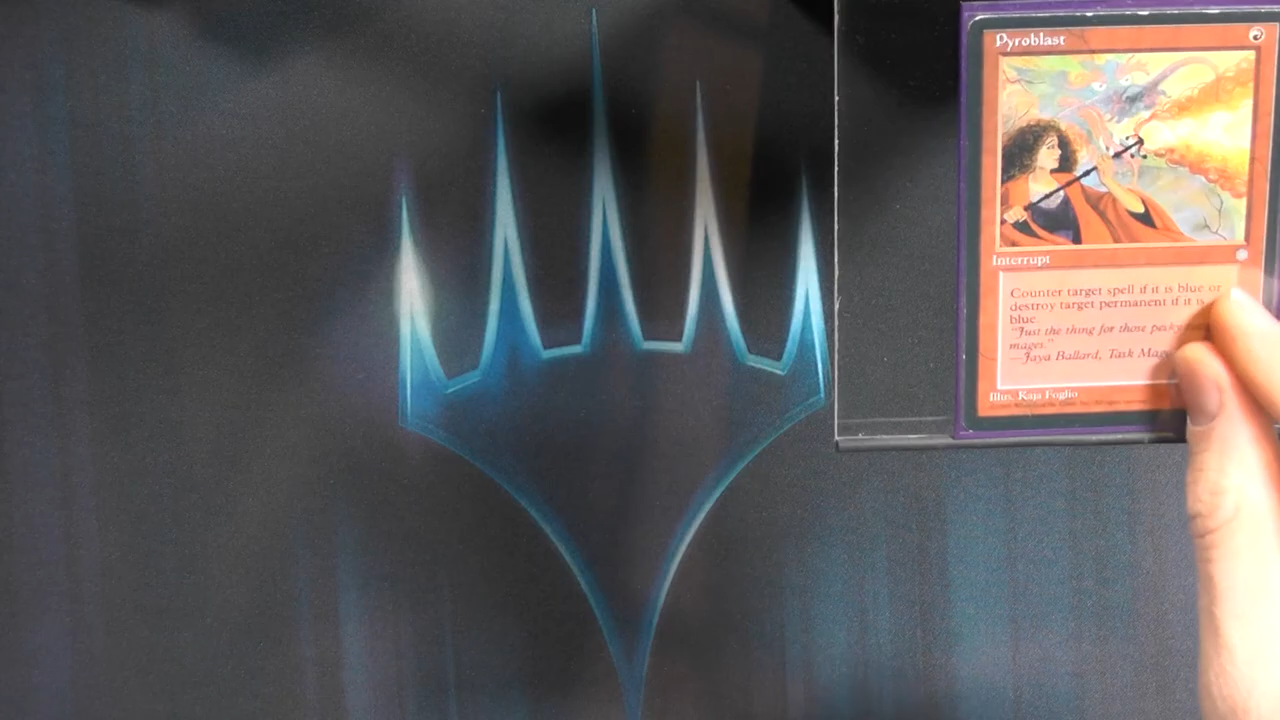 Pyroblast
Interrupt
Counter target spell if it is blue or
destroy target permanent if it is
blue.
"Just the thing for those pesky
mages."
—Jaya Ballard, Task Mage
Illus. Kaja Foglio